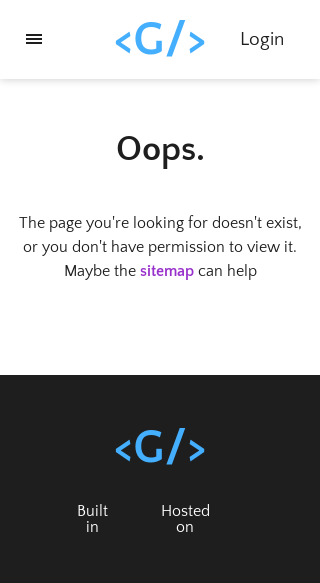 <G/>
Login
Oops.
The page you're looking for doesn't exist,
or you don't have permission to view it.
Maybe the sitemap can help
<G/>
Built
in
Hosted
on